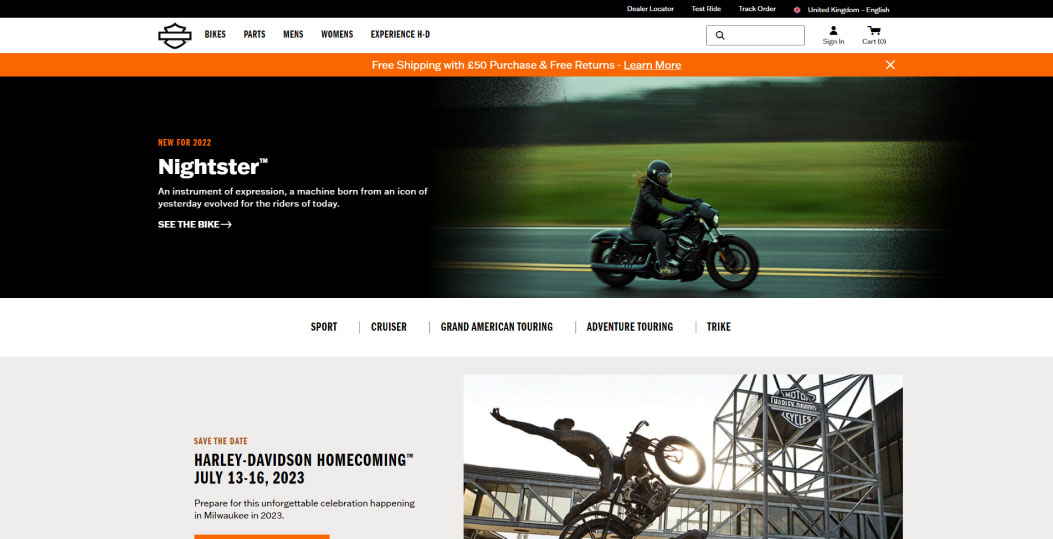 Dealer Locator Test Ride Track Order United Kingdom – English
BIKES PARTS MENS WOMENS EXPERIENCE H-D
Sign In Cart (0)
Free Shipping with £50 Purchase & Free Returns - Learn More
NEW FOR 2022
Nightster™
An instrument of expression, a machine born from an icon of
yesterday evolved for the riders of today.
SEE THE BIKE
SPORT CRUISER GRAND AMERICAN TOURING ADVENTURE TOURING TRIKE
MOTOR
HARLEY-DAVIDSON
CYCLES
SAVE THE DATE
HARLEY-DAVIDSON HOMECOMING™
JULY 13-16, 2023
Prepare for this unforgettable celebration happening
in Milwaukee in 2023.